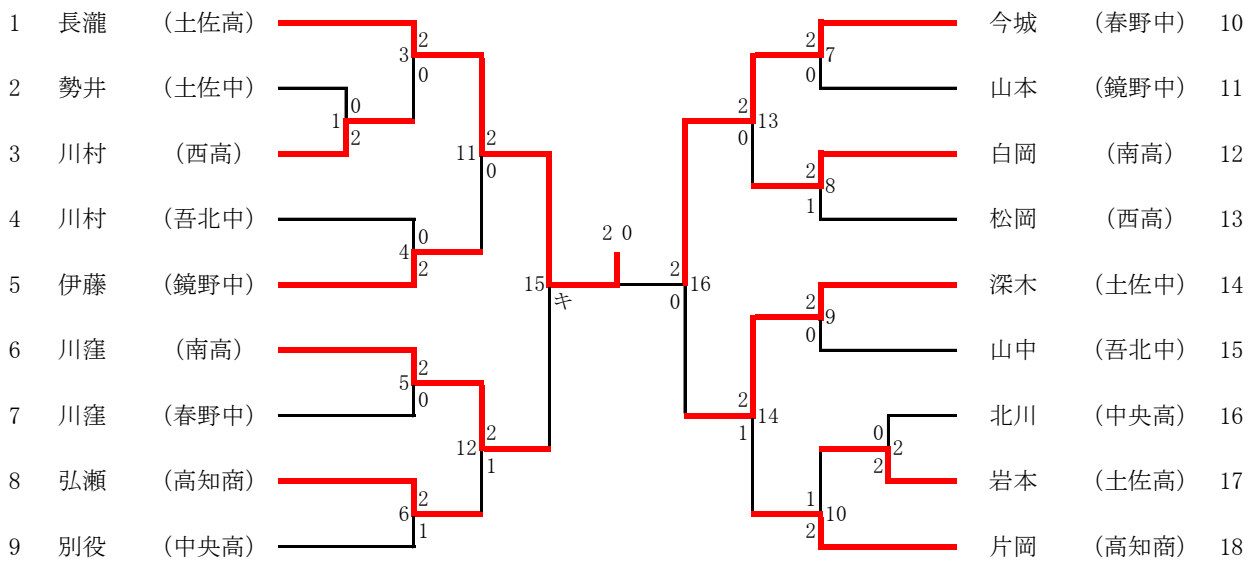 1 長瀧 (土佐高)
2 勢井 (土佐中)
3 川村 (西高)
4 川村 (吾北中)
5 伊藤 (鏡野中)
6 川窪 (南高)
7 川窪 (春野中)
8 弘瀬 (高知商)
9 別役 (中央高)
3 2
0
1 0
2
11 2
0
4 0
2
5 2
0
12 2
1
6 2
1
15
キ
2 0
2 16
0
2 13
0
2 7
0
2 8
1
2 9
0
2 14
1
0 2
2
1 10
2
今城 (春野中) 10
山本 (鏡野中) 11
白岡 (南高) 12
松岡 (西高) 13
深木 (土佐中) 14
山中 (吾北中) 15
北川 (中央高) 16
岩本 (土佐高) 17
片岡 (高知商) 18